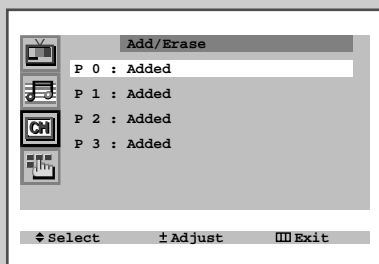 Add/Erase
P 0 : Added
P 1 : Added
CH
P 2 : Added
P 3 : Added
Select ± Adjust Exit